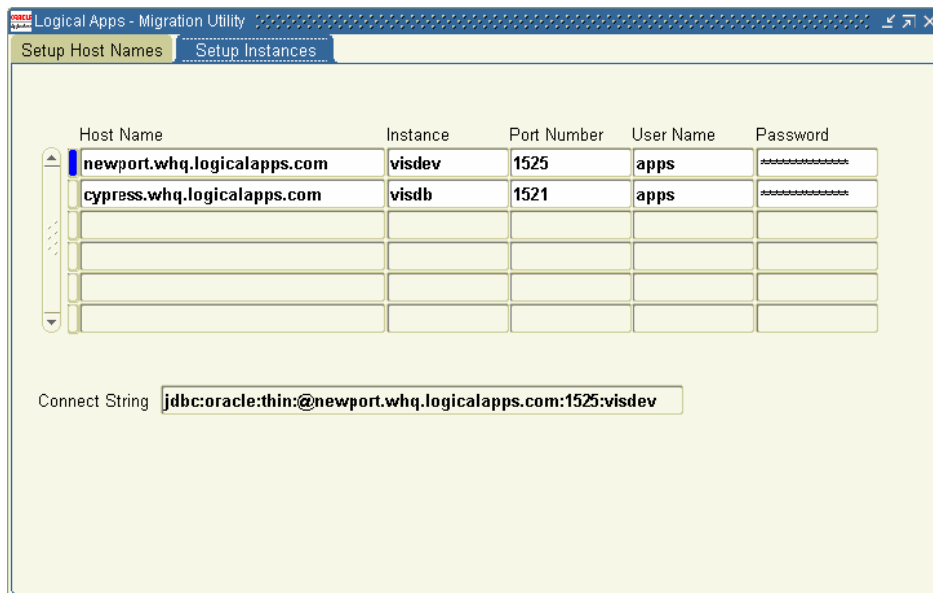 ORACLE
Logical Apps - Migration Utility
Setup Host Names Setup Instances
Host Name Instance Port Number User Name Password
newport.whq.logicalapps.com visdev 1525 apps **************
cypress.whq.logicalapps.com visdb 1521 apps **************
Connect String jdbc:oracle:thin:@newport.whq.logicalapps.com:1525:visdev